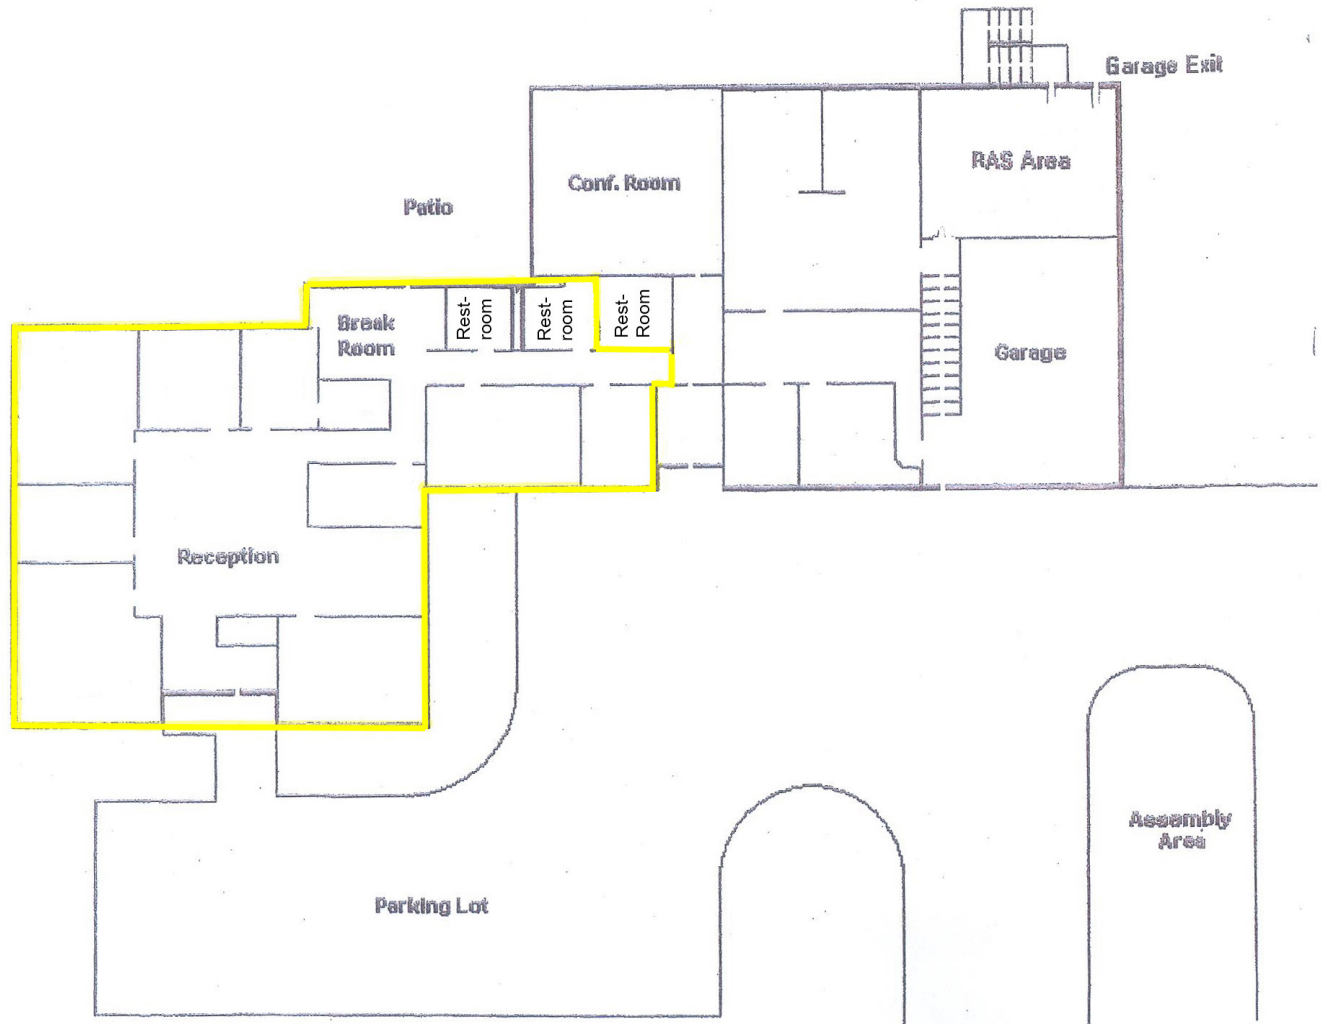 Garage Exit
RAS Area
Conf. Room
Patio
Rest-
room
Rest-
room
Rest-
Room
Break
Room
Garage
Reception
Assembly
Area
Parking Lot